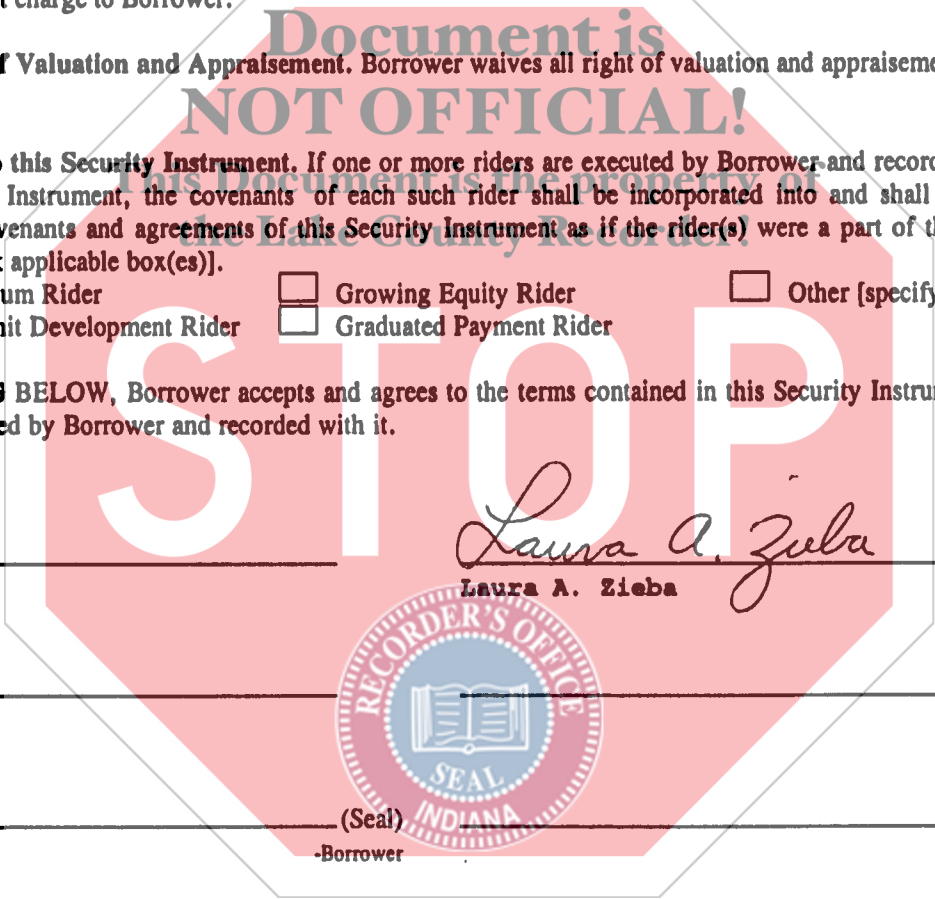 charge to Borrower.
Document is
Valuation and Appraisement. Borrower waives all right of valuation and appraiseme
NOT OFFICIAL!
this Security Instrument. If one or more riders are executed by Borrower and record
This Document is the property of
Instrument, the covenants of each such rider shall be incorporated into and shall
venants and agreements of this Security Instrument as if the rider(s) were a part of th
the Lake County Recorder!
applicable box(es)].
um Rider Growing Equity Rider Other [specify
it Development Rider Graduated Payment Rider
STOP
BELOW, Borrower accepts and agrees to the terms contained in this Security Instru
ed by Borrower and recorded with it.
Laura A. Zieba
Laura A. Zieba
RECORDER'S OFFICE
SEAL
INDIANA
(Seal)
-Borrower